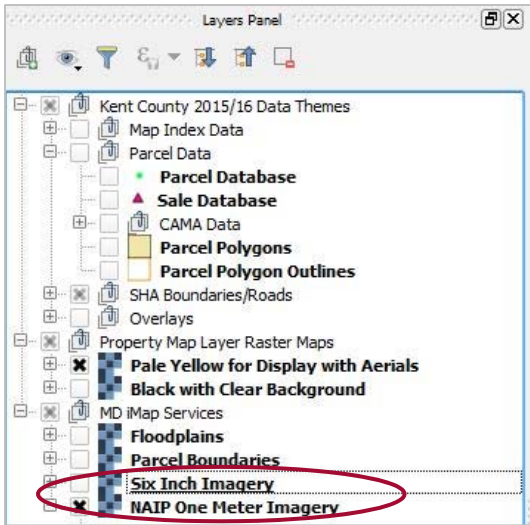 Layers Panel
Kent County 2015/16 Data Themes
Map Index Data
Parcel Data
Parcel Database
Sale Database
CAMA Data
Parcel Polygons
Parcel Polygon Outlines
SHA Boundaries/Roads
Overlays
Property Map Layer Raster Maps
Pale Yellow for Display with Aerials
Black with Clear Background
MD iMap Services
Floodplains
Parcel Boundaries
Six Inch Imagery
NAIP One Meter Imagery